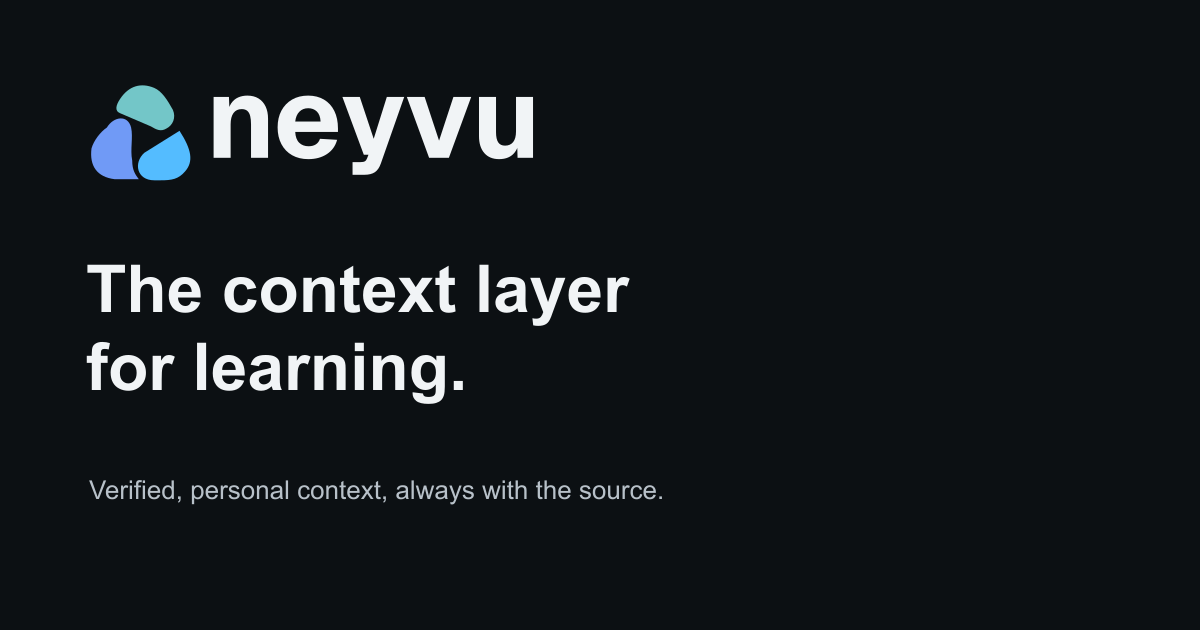 neyvu
The context layer
for learning.
Verified, personal context, always with the source.